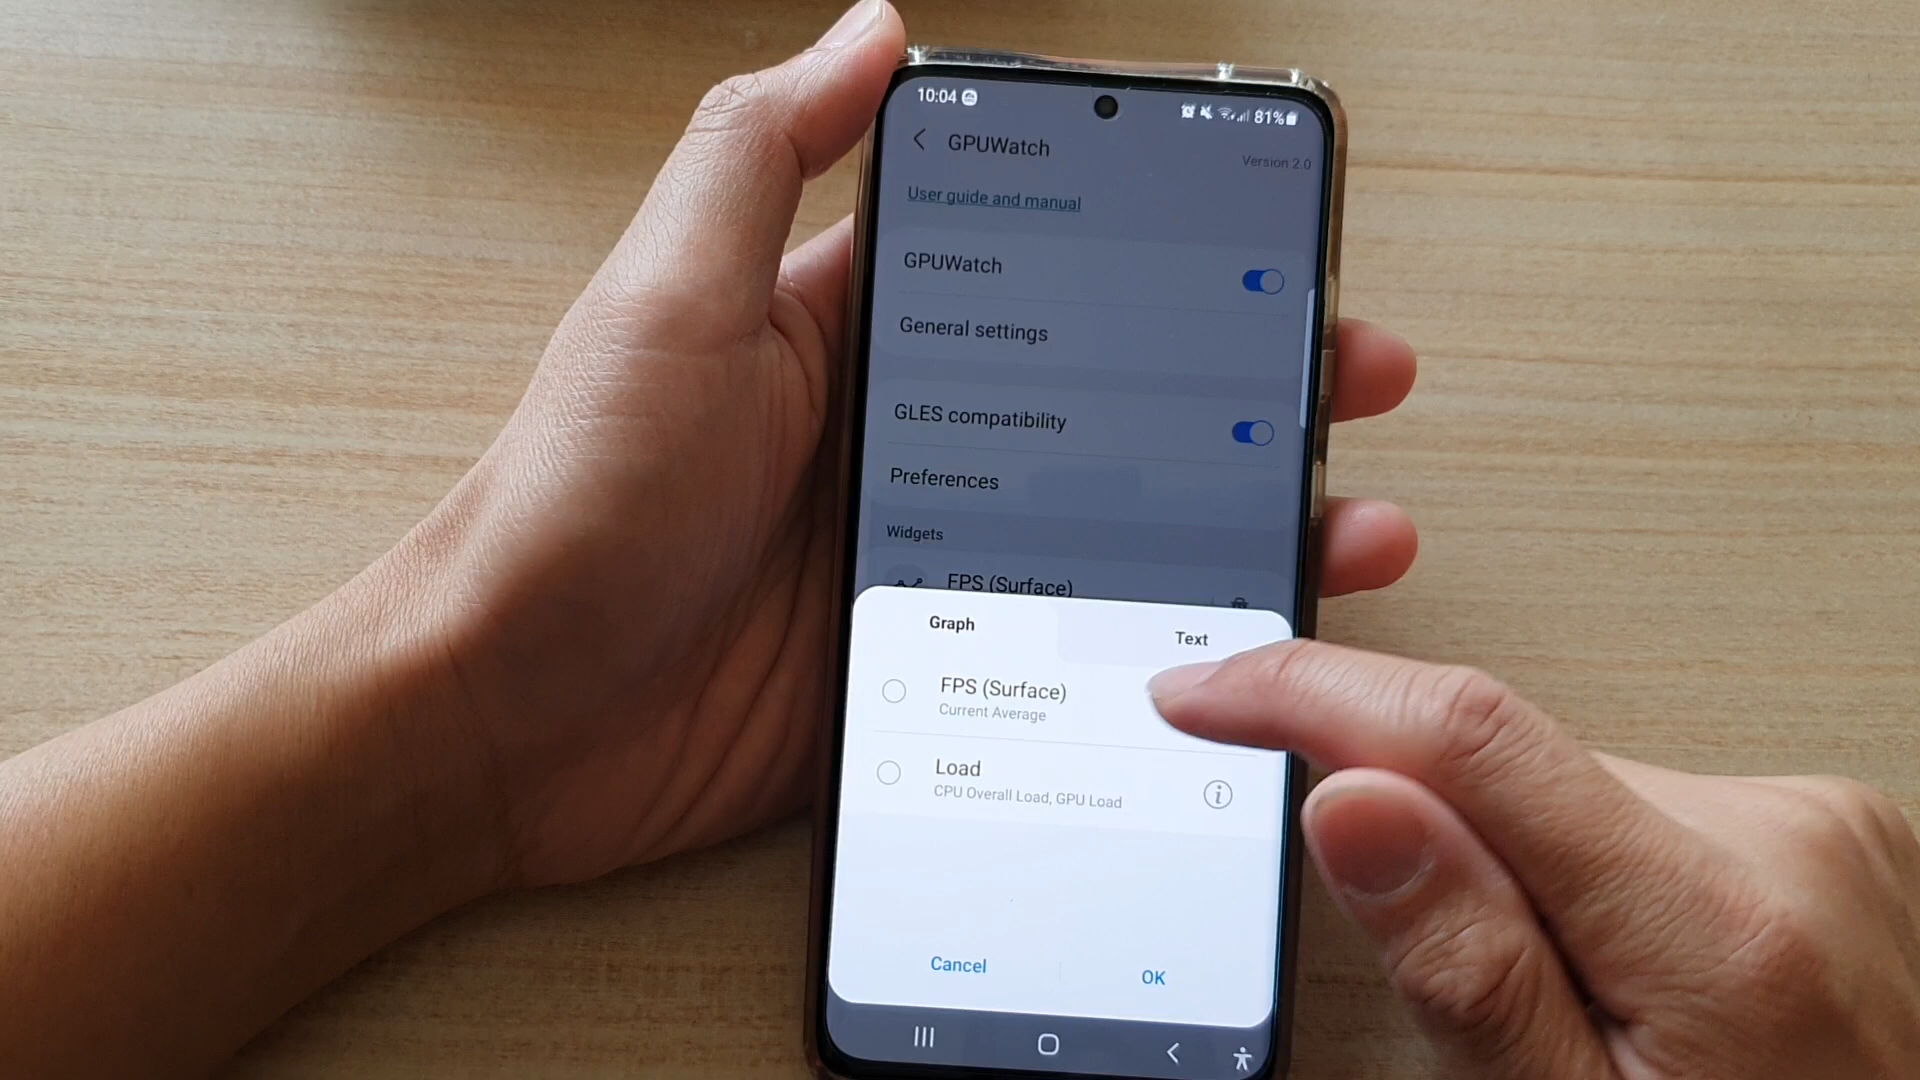 10:04
81%
GPUWatch
Version 2.0
User guide and manual
GPUWatch
General settings
GLES compatibility
Preferences
Widgets
FPS (Surface)
Graph
Text
FPS (Surface)
Current Average
Load
CPU Overall Load, GPU Load
Cancel
OK